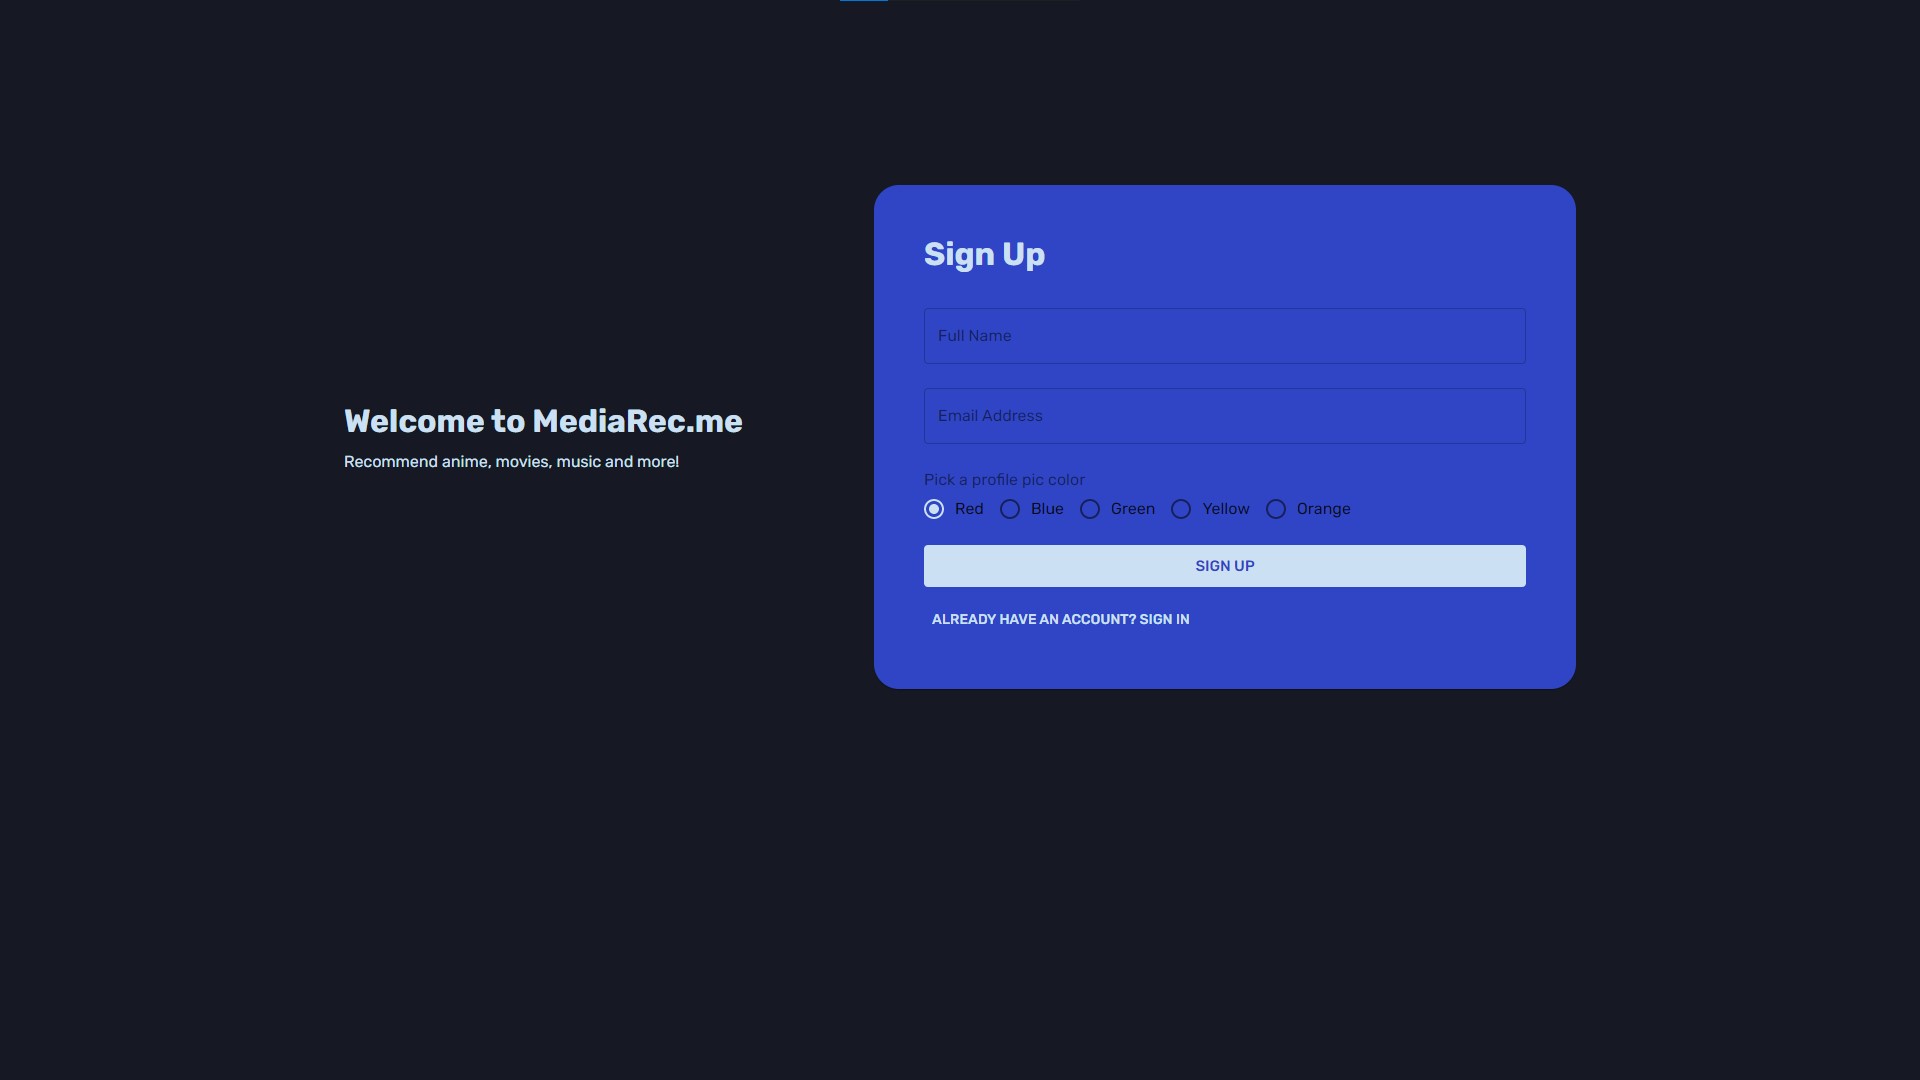 Welcome to MediaRec.me
Recommend anime, movies, music and more!
Sign Up
Full Name
Email Address
Pick a profile pic color
Red Blue Green Yellow Orange
SIGN UP
ALREADY HAVE AN ACCOUNT? SIGN IN